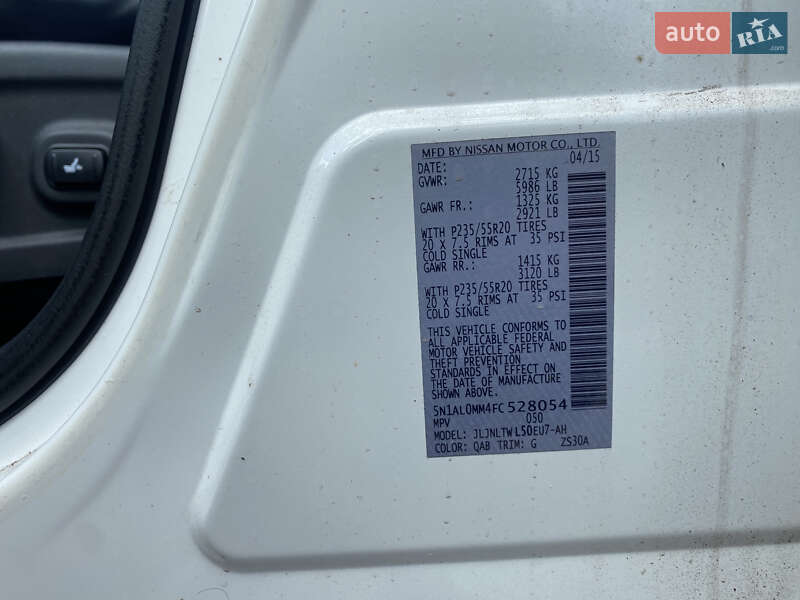 auto RIA .com
MFD BY NISSAN MOTOR CO., LTD.
DATE: 04/15
GVWR: 2715 KG
5986 LB
GAWR FR.: 1325 KG
2921 LB
WITH P235/55R20 TIRES
20 X 7.5 RIMS AT 35 PSI
COLD SINGLE
GAWR RR.: 1415 KG
3120 LB
WITH P235/55R20 TIRES
20 X 7.5 RIMS AT 35 PSI
COLD SINGLE
THIS VEHICLE CONFORMS TO
ALL APPLICABLE FEDERAL
MOTOR VEHICLE SAFETY AND
THEFT PREVENTION
STANDARDS IN EFFECT ON
THE DATE OF MANUFACTURE
SHOWN ABOVE.
5N1AL0MM4FC528054
MPV 050
MODEL: JLJNLTWLSDEU7-AH
COLOR: QAB TRIM: G ZS30A